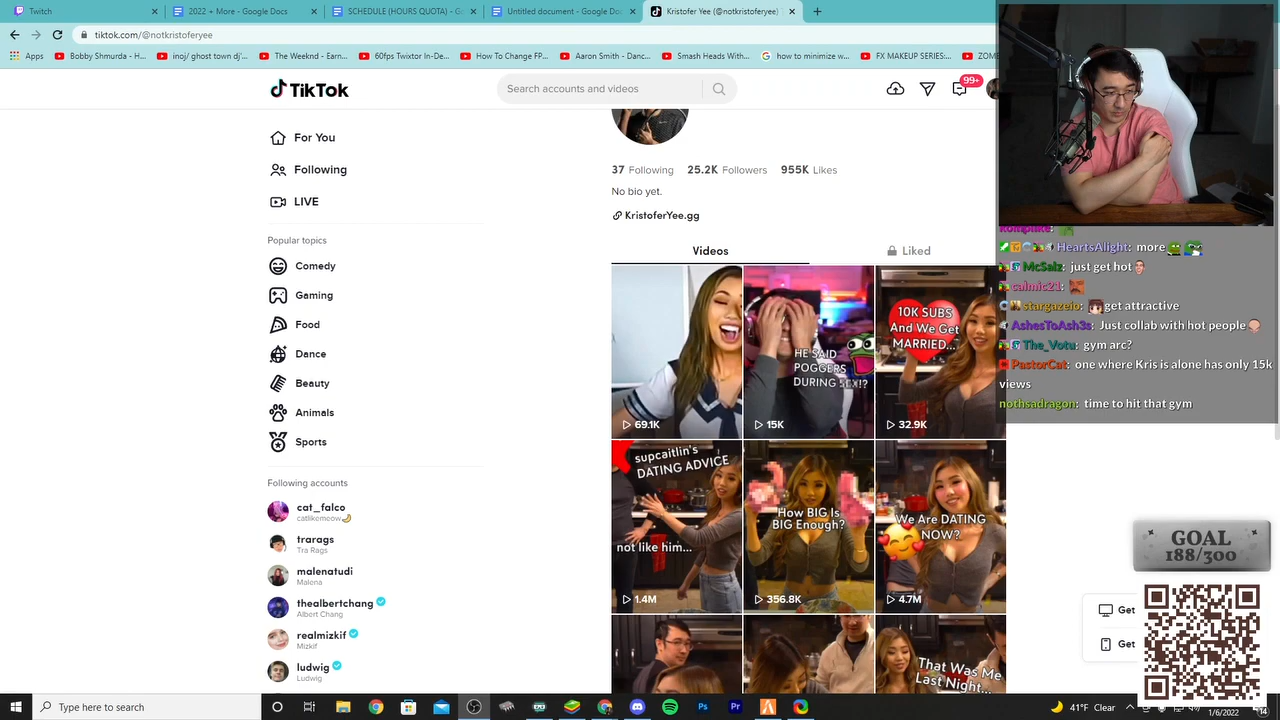 Twitch
2022 + More - Google Docs
SCHEDULE (HOURS QUOTA) - Go
Untitled document - Google Doc
Kristofer Yee (@notkristoferyee)
tiktok.com/@notkristoferyee
Apps
Bobby Shmurda - H...
inoj/ ghost town dj'...
The Weeknd - Earn...
60fps Twixtor In-De...
How To Change FP...
Aaron Smith - Danc...
Smash Heads With...
how to minimize w...
FX MAKEUP SERIES:...
ZOME
TikTok
Search accounts and videos
99+
For You
Following
LIVE
Popular topics
Comedy
Gaming
Food
Dance
Beauty
Animals
Sports
Following accounts
cat_falco
catlikemeow
trarags
Tra Rags
malenatudi
Malena
thealbertchang
Albert Chang
realmizkif
Mizkif
ludwig
Ludwig
37 Following 25.2K Followers 955K Likes
No bio yet.
KristoferYee.gg
Videos
Liked
69.1K
HE SAID
POGGERS
DURING
15K
10K SUBS
And We Get
MARRIED...
32.9K
supcaitlin's
DATING ADVICE
not like him...
1.4M
How BIG Is
BIG Enough?
356.8K
We Are DATING
NOW?
4.7M
That Was Me
Last Night...
HeartsAlight: more
McSalz: just get hot
calmic21:
stargazeio: get attractive
AshesToAsh3s: Just collab with hot people
The_Votu: gym arc?
PastorCat: one where Kris is alone has only 15k
views
nothsadragon: time to hit that gym
GOAL
188/300
Get
Get
Type here to search
41°F Clear
1/6/2022
14